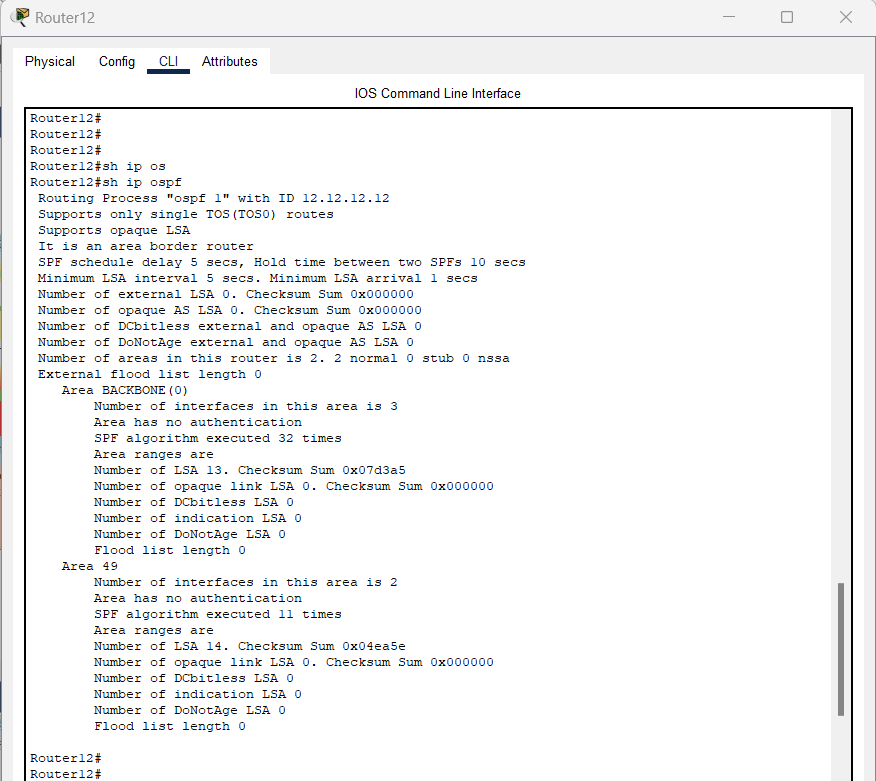 Router12
Physical Config CLI Attributes
IOS Command Line Interface
Router12#
Router12#
Router12#
Router12#sh ip os
Router12#sh ip ospf
Routing Process "ospf 1" with ID 12.12.12.12
Supports only single TOS(TOS0) routes
Supports opaque LSA
It is an area border router
SPF schedule delay 5 secs, Hold time between two SPFs 10 secs
Minimum LSA interval 5 secs. Minimum LSA arrival 1 secs
Number of external LSA 0. Checksum Sum 0x000000
Number of opaque AS LSA 0. Checksum Sum 0x000000
Number of DCbitless external and opaque AS LSA 0
Number of DoNotAge external and opaque AS LSA 0
Number of areas in this router is 2. 2 normal 0 stub 0 nssa
External flood list length 0
Area BACKBONE(0)
Number of interfaces in this area is 3
Area has no authentication
SPF algorithm executed 32 times
Area ranges are
Number of LSA 13. Checksum Sum 0x07d3a5
Number of opaque link LSA 0. Checksum Sum 0x000000
Number of DCbitless LSA 0
Number of indication LSA 0
Number of DoNotAge LSA 0
Flood list length 0
Area 49
Number of interfaces in this area is 2
Area has no authentication
SPF algorithm executed 11 times
Area ranges are
Number of LSA 14. Checksum Sum 0x04ea5e
Number of opaque link LSA 0. Checksum Sum 0x000000
Number of DCbitless LSA 0
Number of indication LSA 0
Number of DoNotAge LSA 0
Flood list length 0
Router12#
Router12#